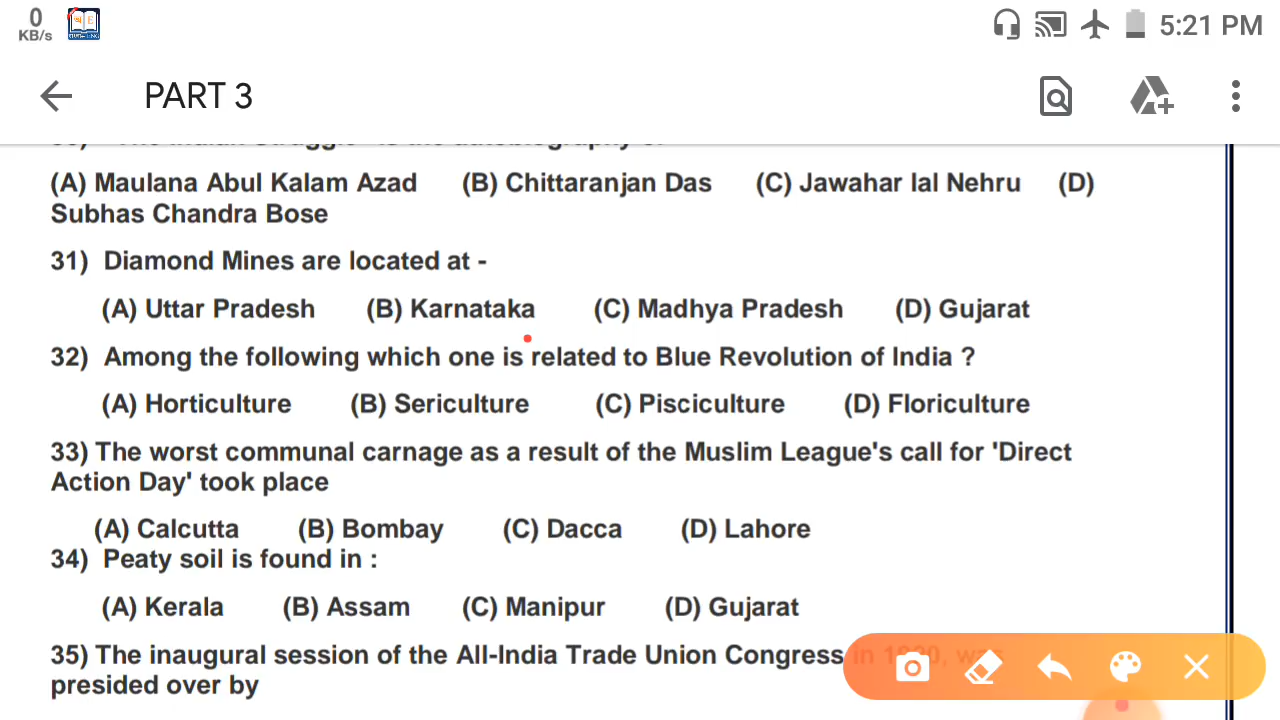 0
KB/s
5:21 PM
PART 3
(A) Maulana Abul Kalam Azad (B) Chittaranjan Das (C) Jawahar lal Nehru (D)
Subhas Chandra Bose
31) Diamond Mines are located at -
(A) Uttar Pradesh (B) Karnataka (C) Madhya Pradesh (D) Gujarat
32) Among the following which one is related to Blue Revolution of India ?
(A) Horticulture (B) Sericulture (C) Pisciculture (D) Floriculture
33) The worst communal carnage as a result of the Muslim League's call for 'Direct
Action Day' took place
(A) Calcutta (B) Bombay (C) Dacca (D) Lahore
34) Peaty soil is found in :
(A) Kerala (B) Assam (C) Manipur (D) Gujarat
35) The inaugural session of the All-India Trade Union Congress in
presided over by